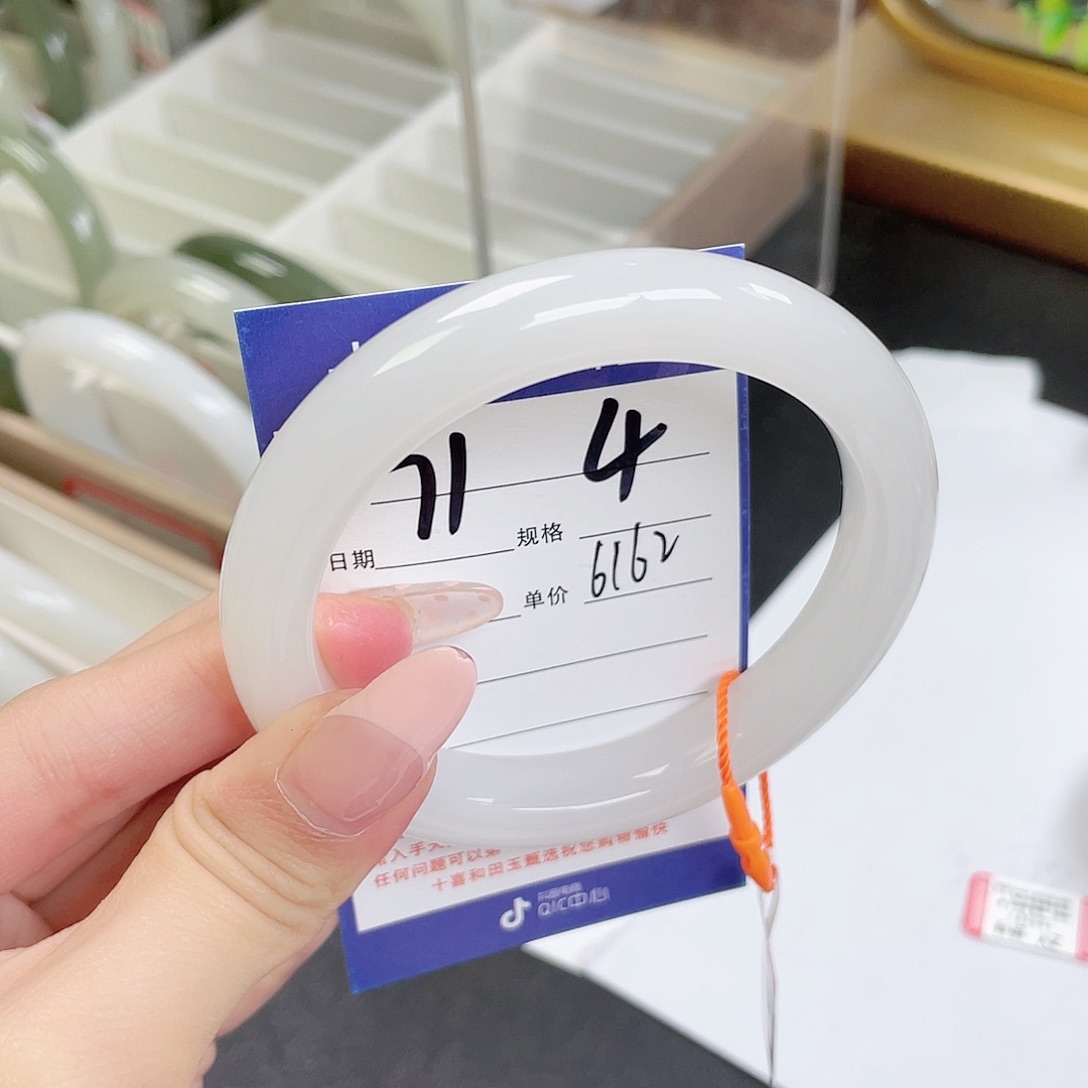 71 4
日期 规格
单价 6162
任何问题可以
十喜和田玉甄选祝您购物愉快
QIC中心